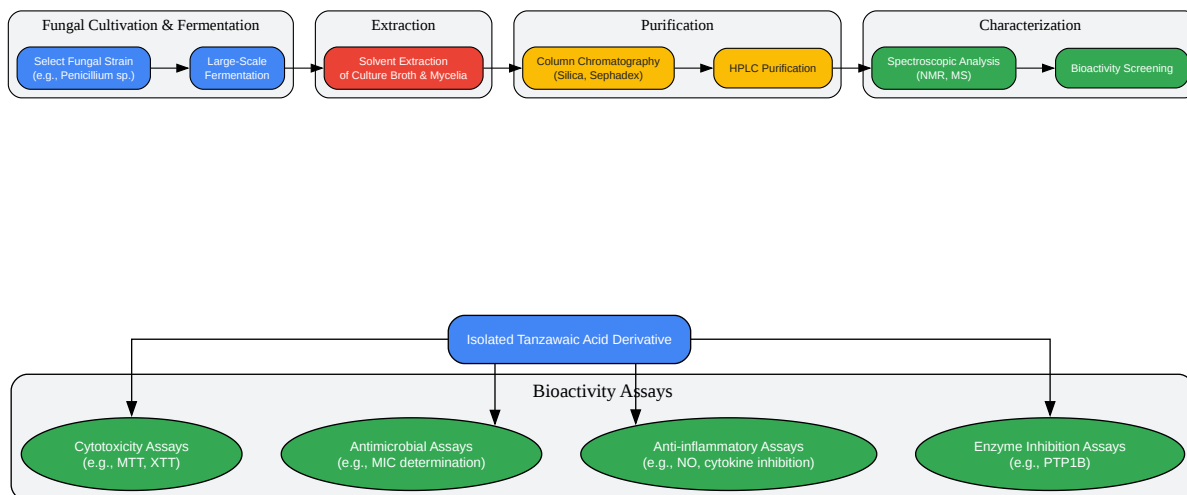 Fungal Cultivation & Fermentation
Select Fungal Strain
(e.g., Penicillium sp.)
Large-Scale
Fermentation
Extraction
Solvent Extraction
of Culture Broth & Mycelia
Purification
Column Chromatography
(Silica, Sephadex)
HPLC Purification
Characterization
Spectroscopic Analysis
(NMR, MS)
Bioactivity Screening
Isolated Tanzawaic Acid Derivative
Bioactivity Assays
Cytotoxicity Assays
(e.g., MTT, XTT)
Antimicrobial Assays
(e.g., MIC determination)
Anti-inflammatory Assays
(e.g., NO, cytokine inhibition)
Enzyme Inhibition Assays
(e.g., PTP1B)